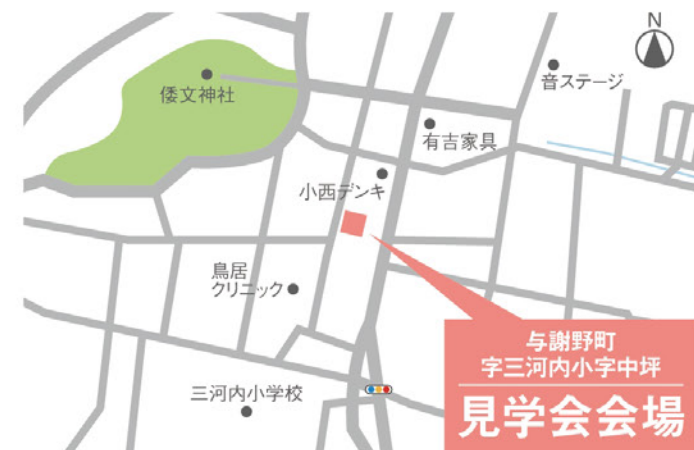 N
音ステージ
倭文神社
有吉家具
小西デンキ
鳥居
クリニック
与謝野町
字三河内小字中坪
見学会会場
三河内小学校